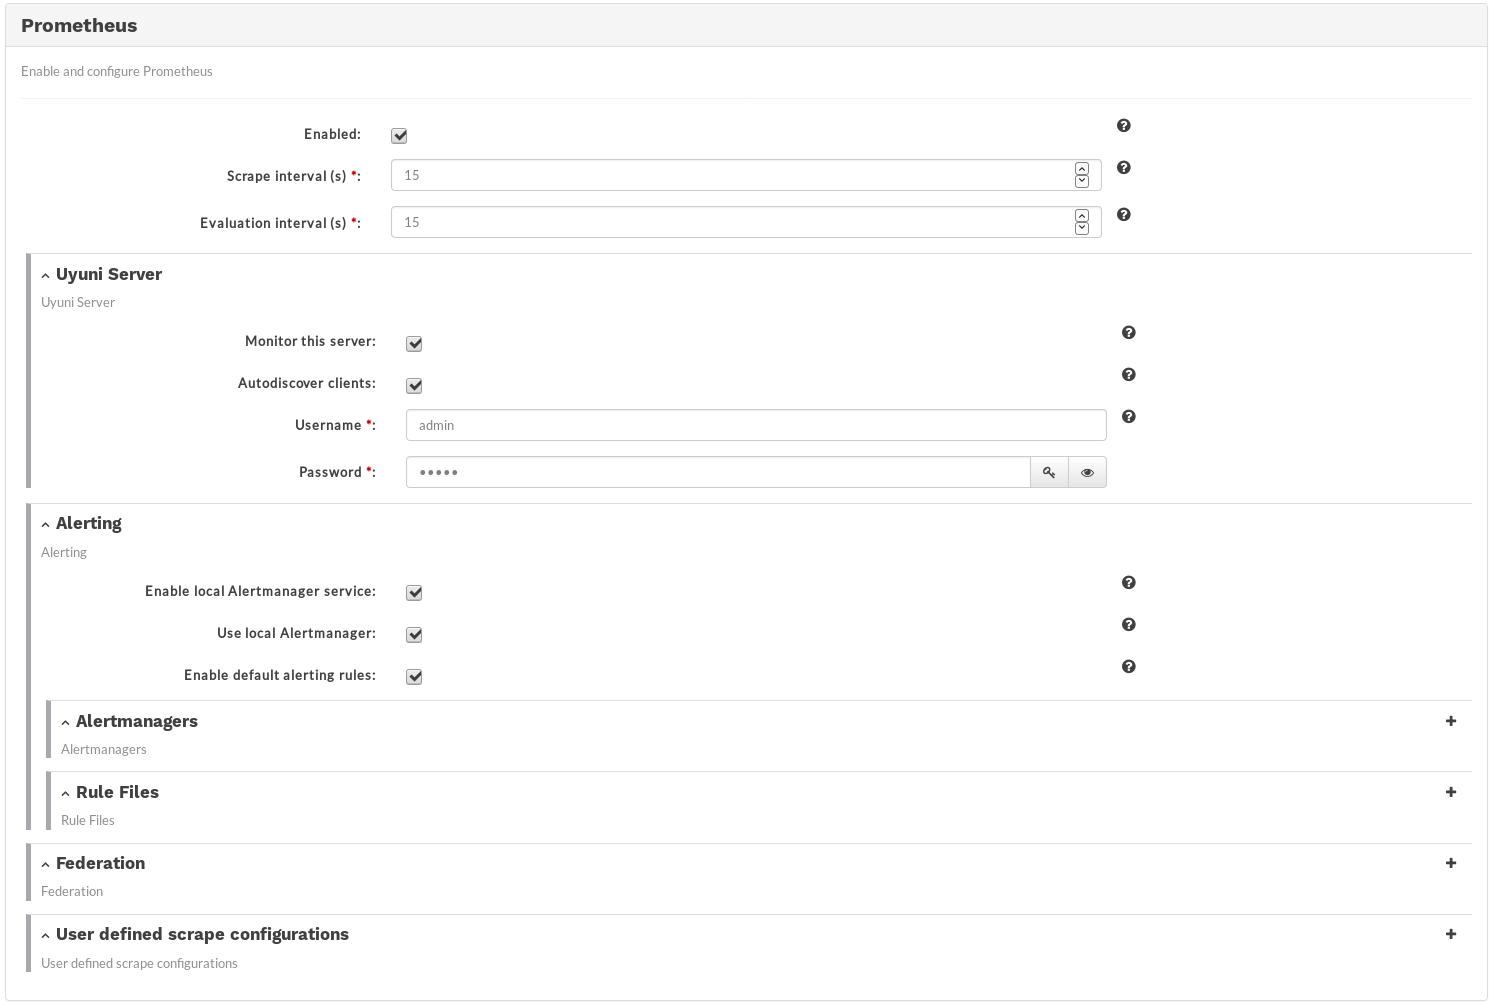 Prometheus
Enable and configure Prometheus
Enabled:
Scrape interval (s) *: 15
Evaluation interval (s) *: 15
Uyuni Server
Uyuni Server
Monitor this server:
Autodiscover clients:
Username *: admin
Password *: •••••
Alerting
Alerting
Enable local Alertmanager service:
Use local Alertmanager:
Enable default alerting rules:
Alertmanagers
Alertmanagers
Rule Files
Rule Files
Federation
Federation
User defined scrape configurations
User defined scrape configurations